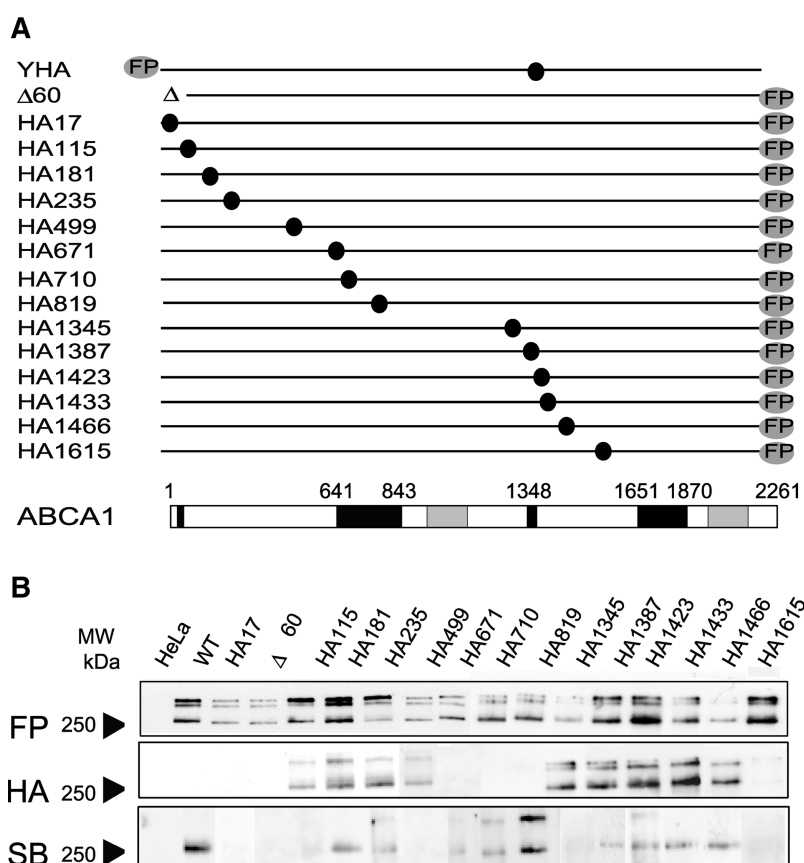 A
YHA FP
Δ60 Δ FP
HA17 FP
HA115 FP
HA181 FP
HA235 FP
HA499 FP
HA671 FP
HA710 FP
HA819 FP
HA1345 FP
HA1387 FP
HA1423 FP
HA1433 FP
HA1466 FP
HA1615 FP
1 641 843 1348 1651 1870 2261
ABCA1
B
MW
kDa
HeLa WT HA17 Δ 60 HA115 HA181 HA235 HA499 HA671 HA710 HA819 HA1345 HA1387 HA1423 HA1433 HA1466 HA1615
FP 250
HA 250
SB 250